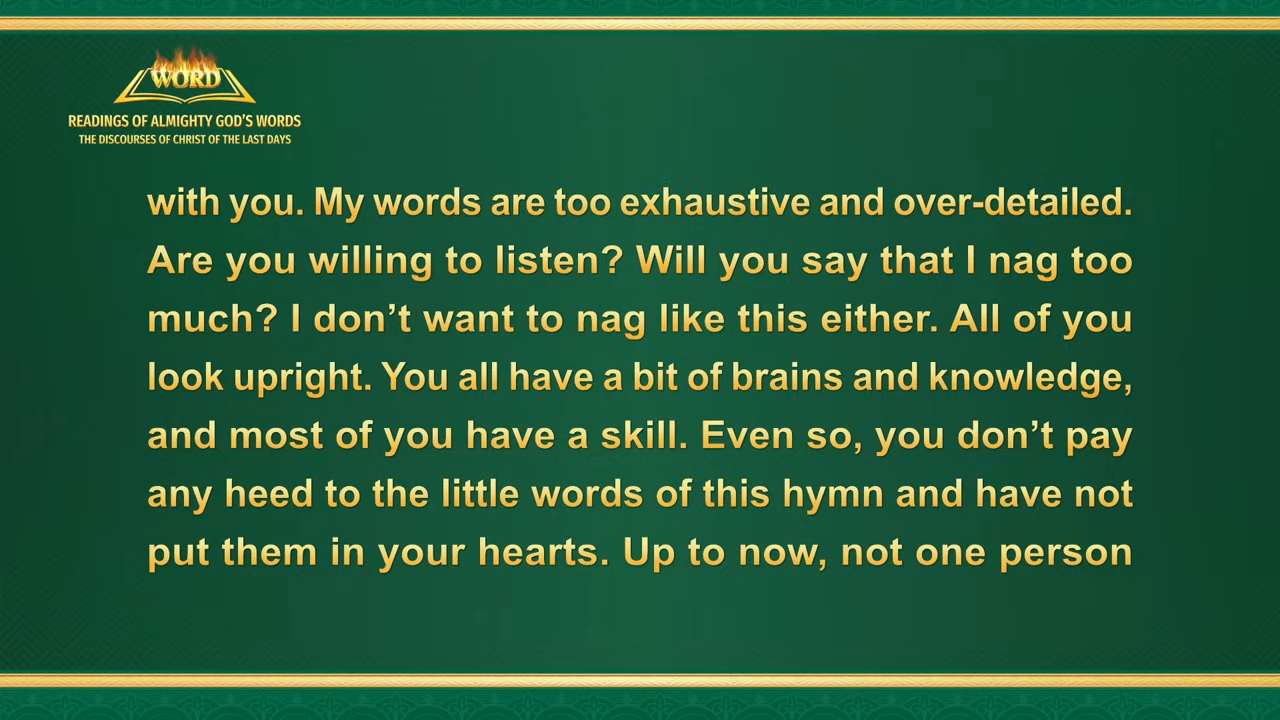 WORD
READINGS OF ALMIGHTY GOD'S WORDS
THE DISCOURSES OF CHRIST OF THE LAST DAYS
with you. My words are too exhaustive and over-detailed.
Are you willing to listen? Will you say that I nag too
much? I don’t want to nag like this either. All of you
look upright. You all have a bit of brains and knowledge,
and most of you have a skill. Even so, you don’t pay
any heed to the little words of this hymn and have not
put them in your hearts. Up to now, not one person